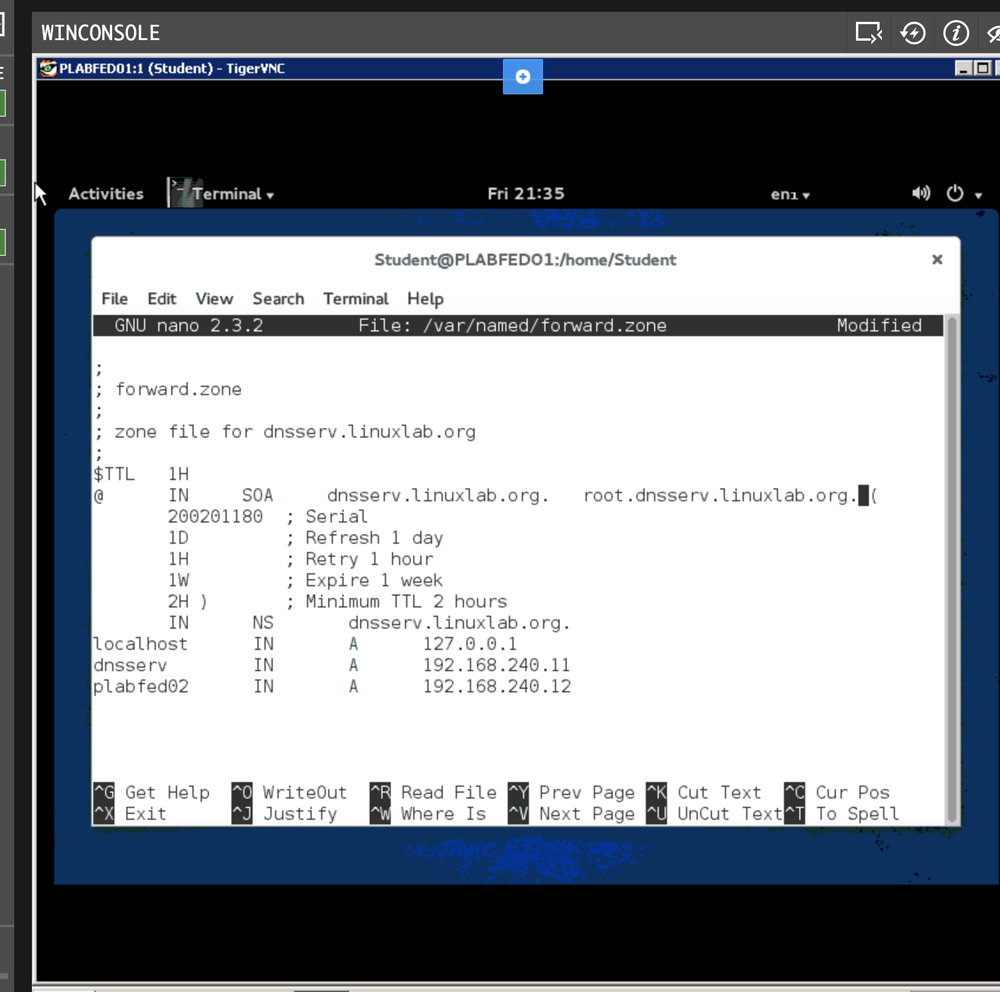 WINCONSOLE
PLABFED01:1 (Student) - TigerVNC
Activities Terminal Fri 21:35 en1
Student@PLABFED01:/home/Student
File Edit View Search Terminal Help
GNU nano 2.3.2 File: /var/named/forward.zone Modified
;
; forward.zone
;
; zone file for dnsserv.linuxlab.org
;
$TTL 1H
@ IN SOA dnsserv.linuxlab.org. root.dnsserv.linuxlab.org. (
200201180 ; Serial
1D ; Refresh 1 day
1H ; Retry 1 hour
1W ; Expire 1 week
2H ) ; Minimum TTL 2 hours
IN NS dnsserv.linuxlab.org.
localhost IN A 127.0.0.1
dnsserv IN A 192.168.240.11
plabfed02 IN A 192.168.240.12
^G Get Help ^O WriteOut ^R Read File ^Y Prev Page ^K Cut Text ^C Cur Pos
^X Exit ^J Justify ^W Where Is ^V Next Page ^U UnCut Text ^T To Spell